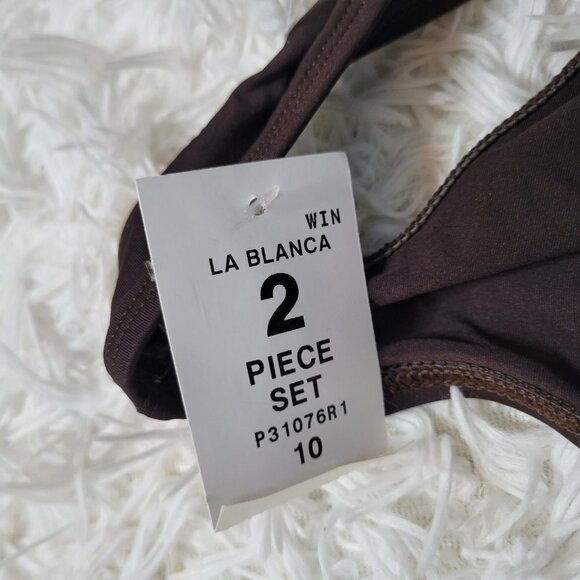 WIN
LA BLANCA
2
PIECE
SET
P31076R1
10